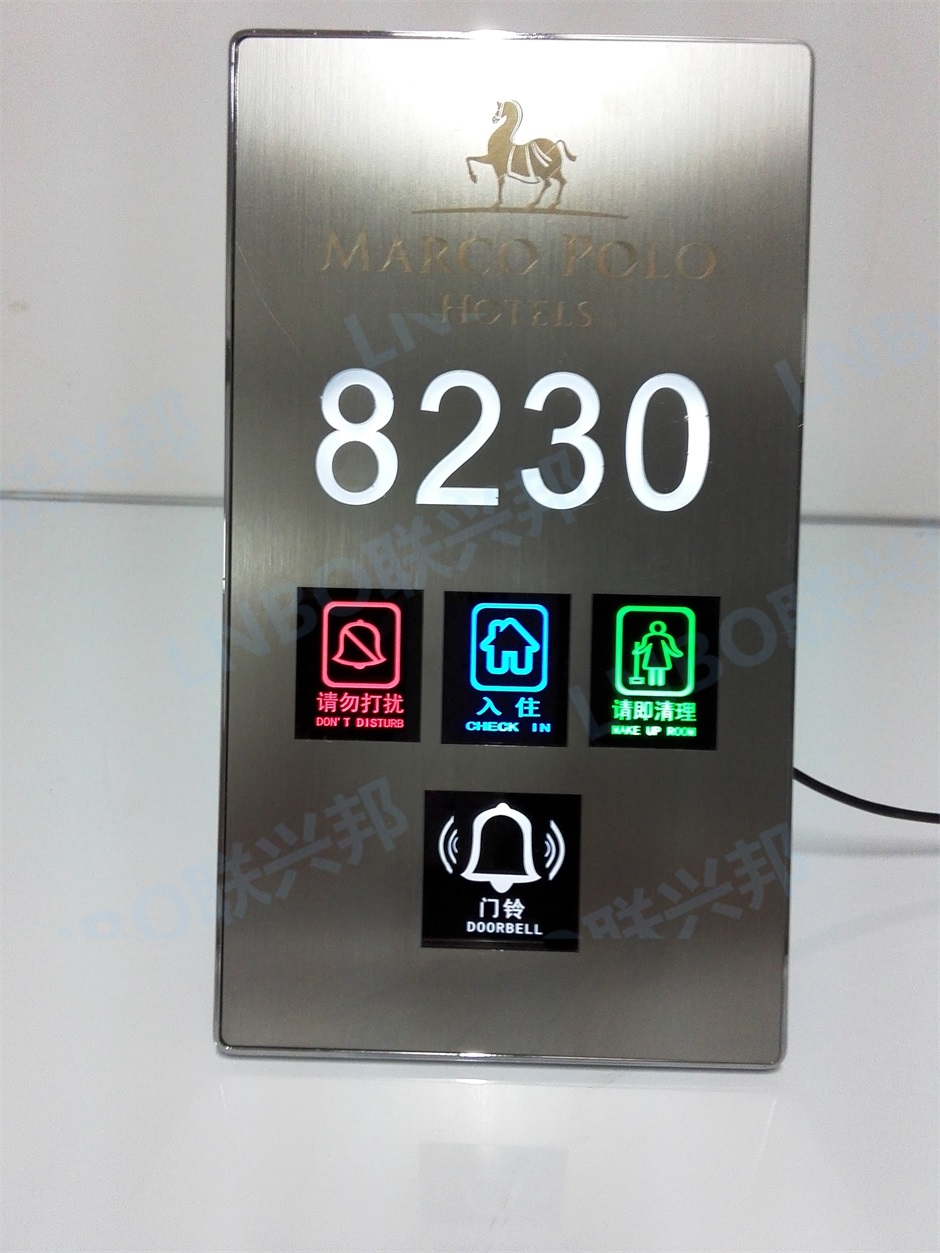 MARCO POLO
HOTELS
8230
请勿打扰
DON'T DISTURB
入 住
CHECK IN
请即清理
MAKE UP ROOM
门铃
DOORBELL
LNBO联兴邦